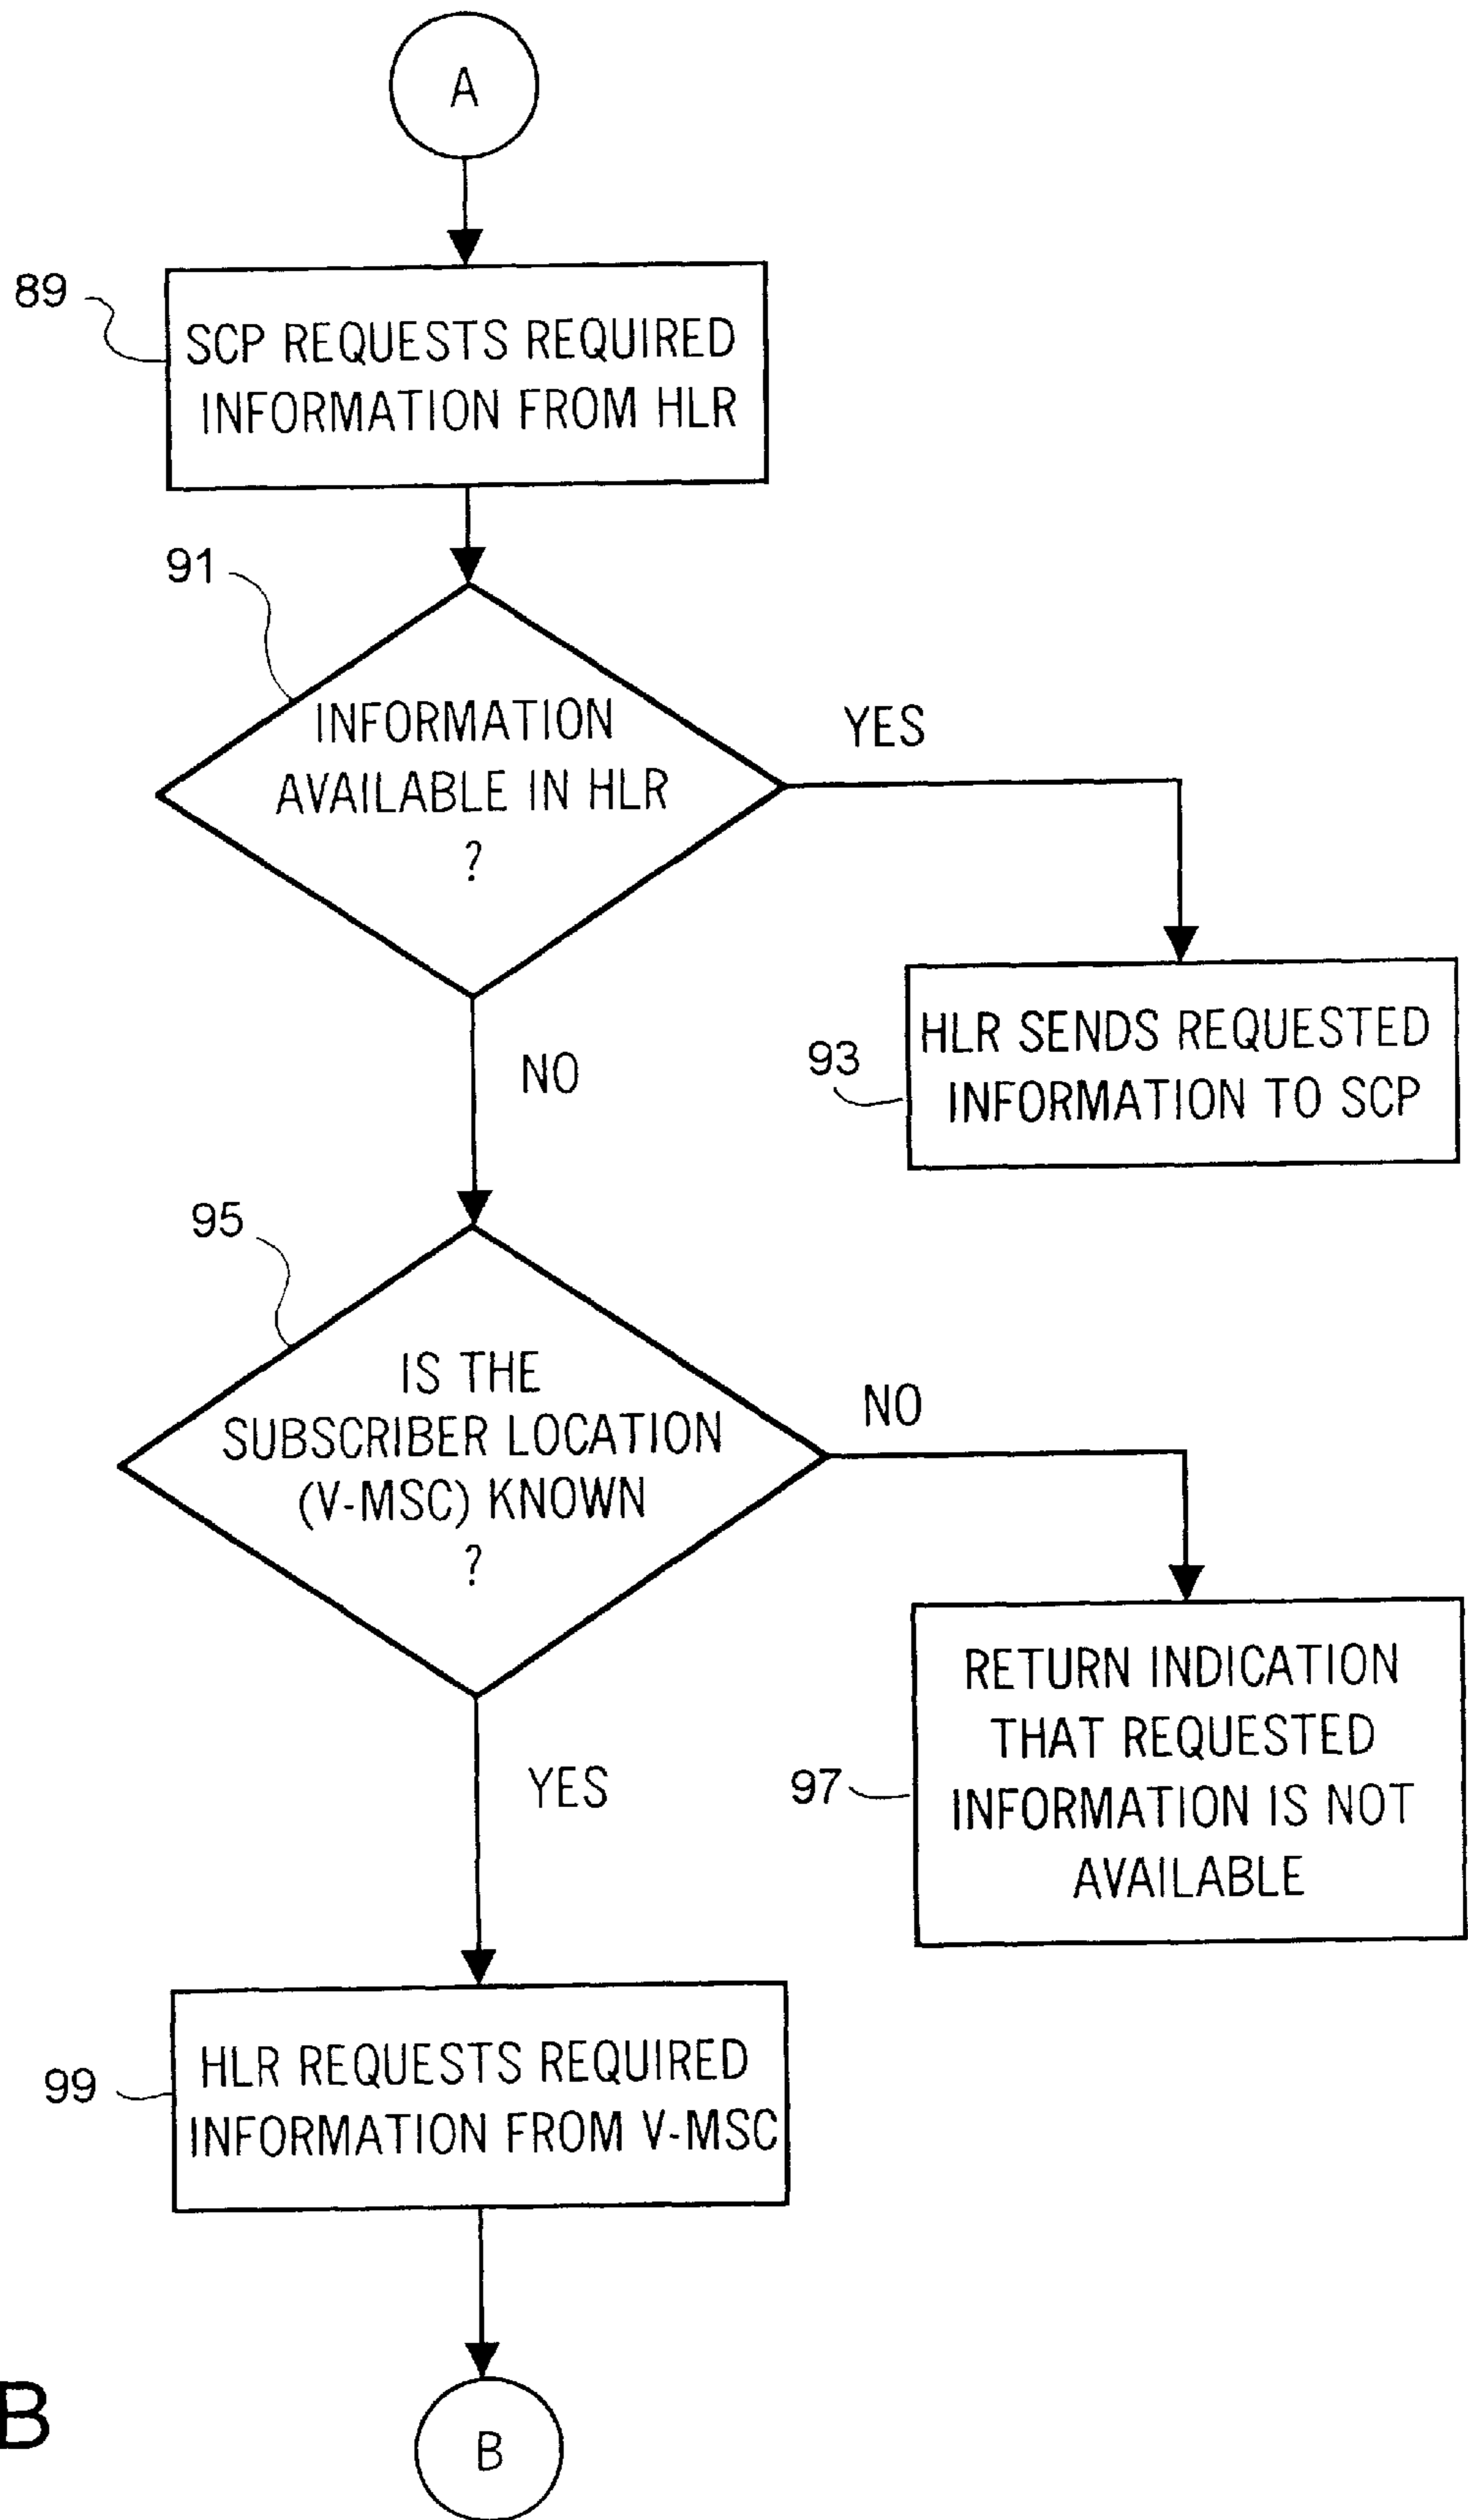 A
89
SCP REQUESTS REQUIRED
INFORMATION FROM HLR
91
INFORMATION
AVAILABLE IN HLR
?
YES
NO
93
HLR SENDS REQUESTED
INFORMATION TO SCP
95
IS THE
SUBSCRIBER LOCATION
(V-MSC) KNOWN
?
NO
YES
97
RETURN INDICATION
THAT REQUESTED
INFORMATION IS NOT
AVAILABLE
99
HLR REQUESTS REQUIRED
INFORMATION FROM V-MSC
B
B